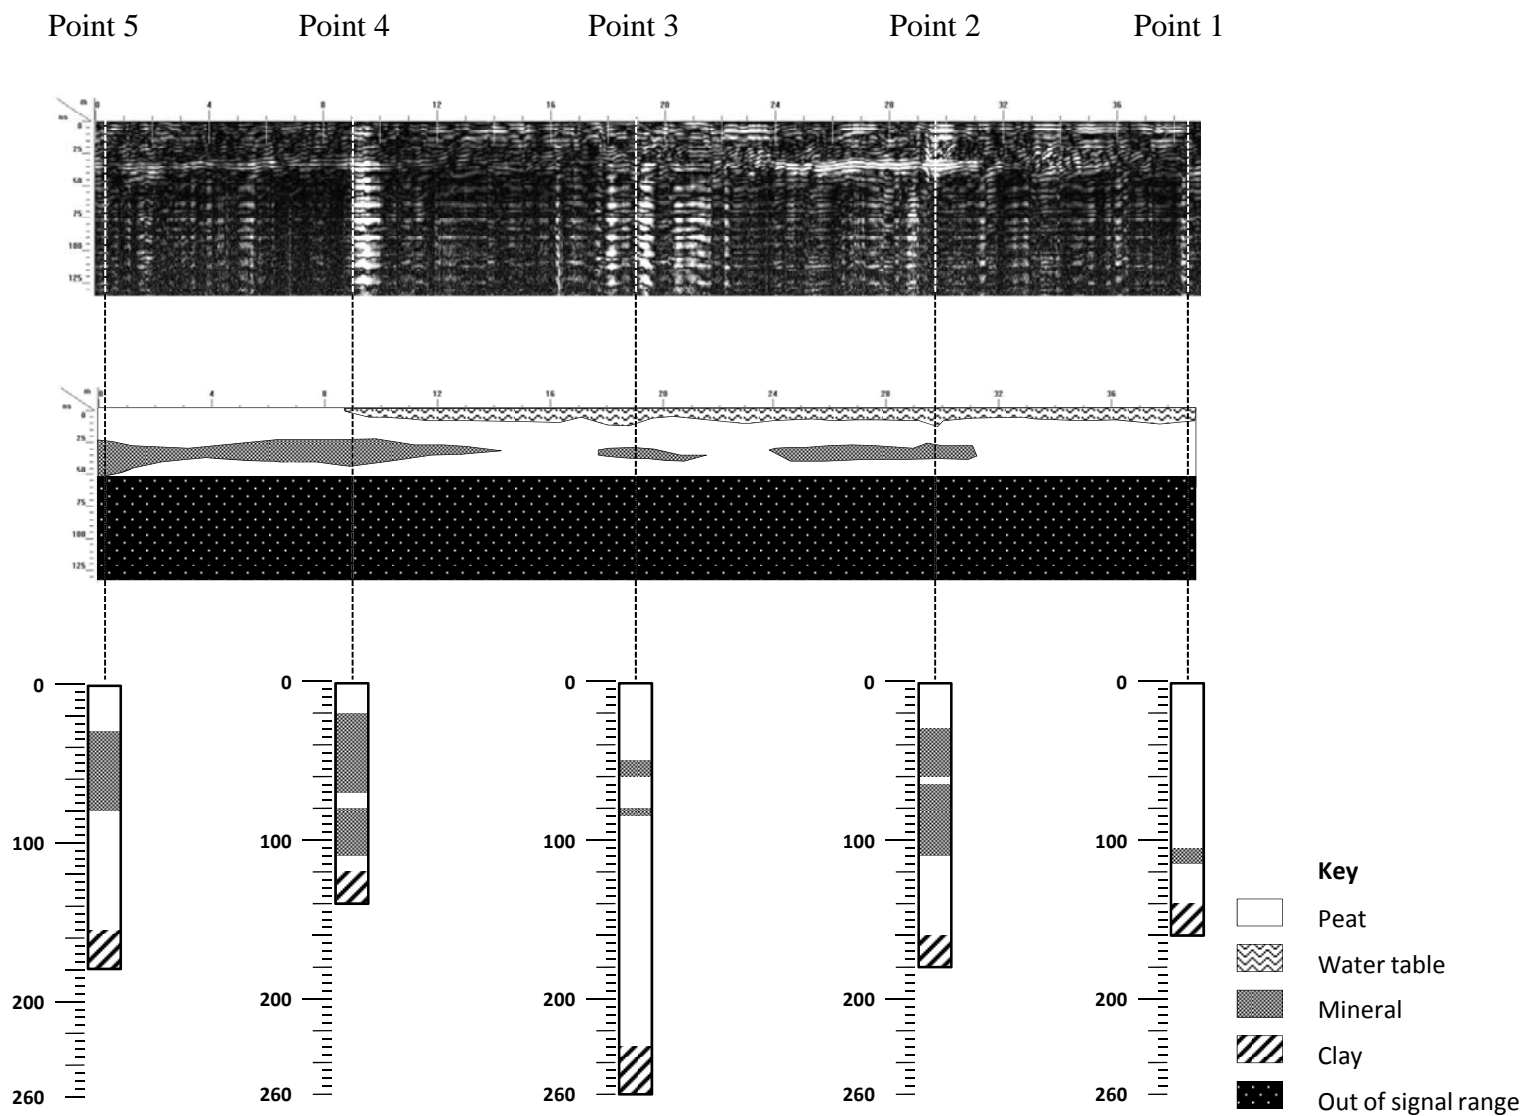 Point 5 Point 4 Point 3 Point 2 Point 1
m 0 4 8 12 16 20 24 28 32 36
ns 0
25
50
75
100
125
m 0 4 8 12 16 20 24 28 32 36
ns 0
25
50
75
100
125
0 0 0 0 0
100 100 100 100 100
200 200 200 200 200
260 260 260 260 260
Key
Peat
Water table
Mineral
Clay
Out of signal range